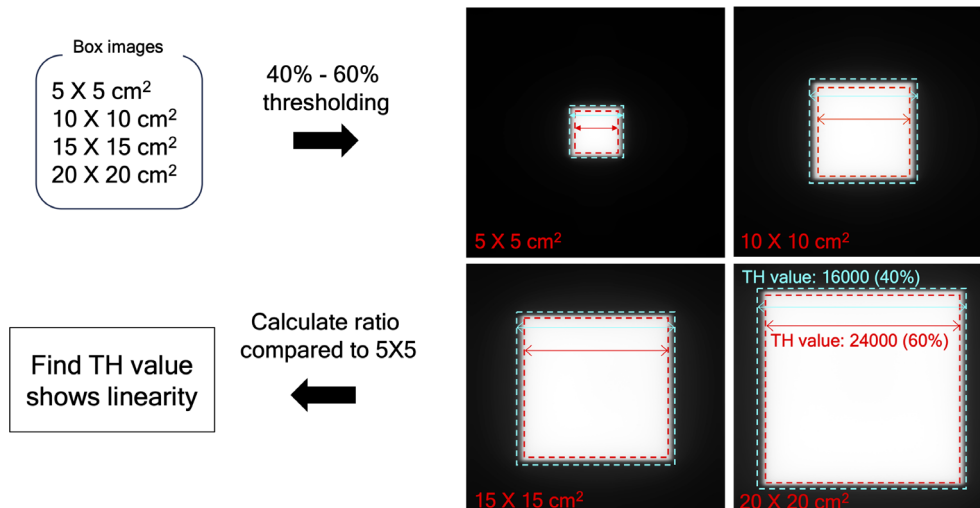 Box images
5 X 5 cm²
10 X 10 cm²
15 X 15 cm²
20 X 20 cm²
40% - 60%
thresholding
5 X 5 cm²
10 X 10 cm²
TH value: 16000 (40%)
TH value: 24000 (60%)
15 X 15 cm²
20 X 20 cm²
Calculate ratio
compared to 5X5
Find TH value
shows linearity